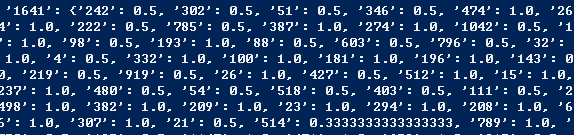 '1641': {'242': 0.5, '302': 0.5, '51': 0.5, '346': 0.5, '474': 1.0, '26
4': 1.0, '222': 0.5, '785': 0.5, '387': 1.0, '274': 1.0, '1042': 0.5, '1
': 1.0, '98': 0.5, '193': 1.0, '88': 0.5, '603': 0.5, '796': 0.5, '32':
1.0, '4': 0.5, '332': 1.0, '100': 1.0, '181': 1.0, '196': 1.0, '143': 0
0, '219': 0.5, '919': 0.5, '26': 1.0, '427': 0.5, '512': 1.0, '15': 1.0
237': 1.0, '480': 0.5, '54': 0.5, '518': 0.5, '403': 0.5, '111': 0.5, '2
498': 1.0, '382': 1.0, '209': 1.0, '23': 1.0, '294': 1.0, '208': 1.0, '6
6, '307': 1.0, '21': 0.5, '514': 0.3333333333333333, '789': 1.0, '